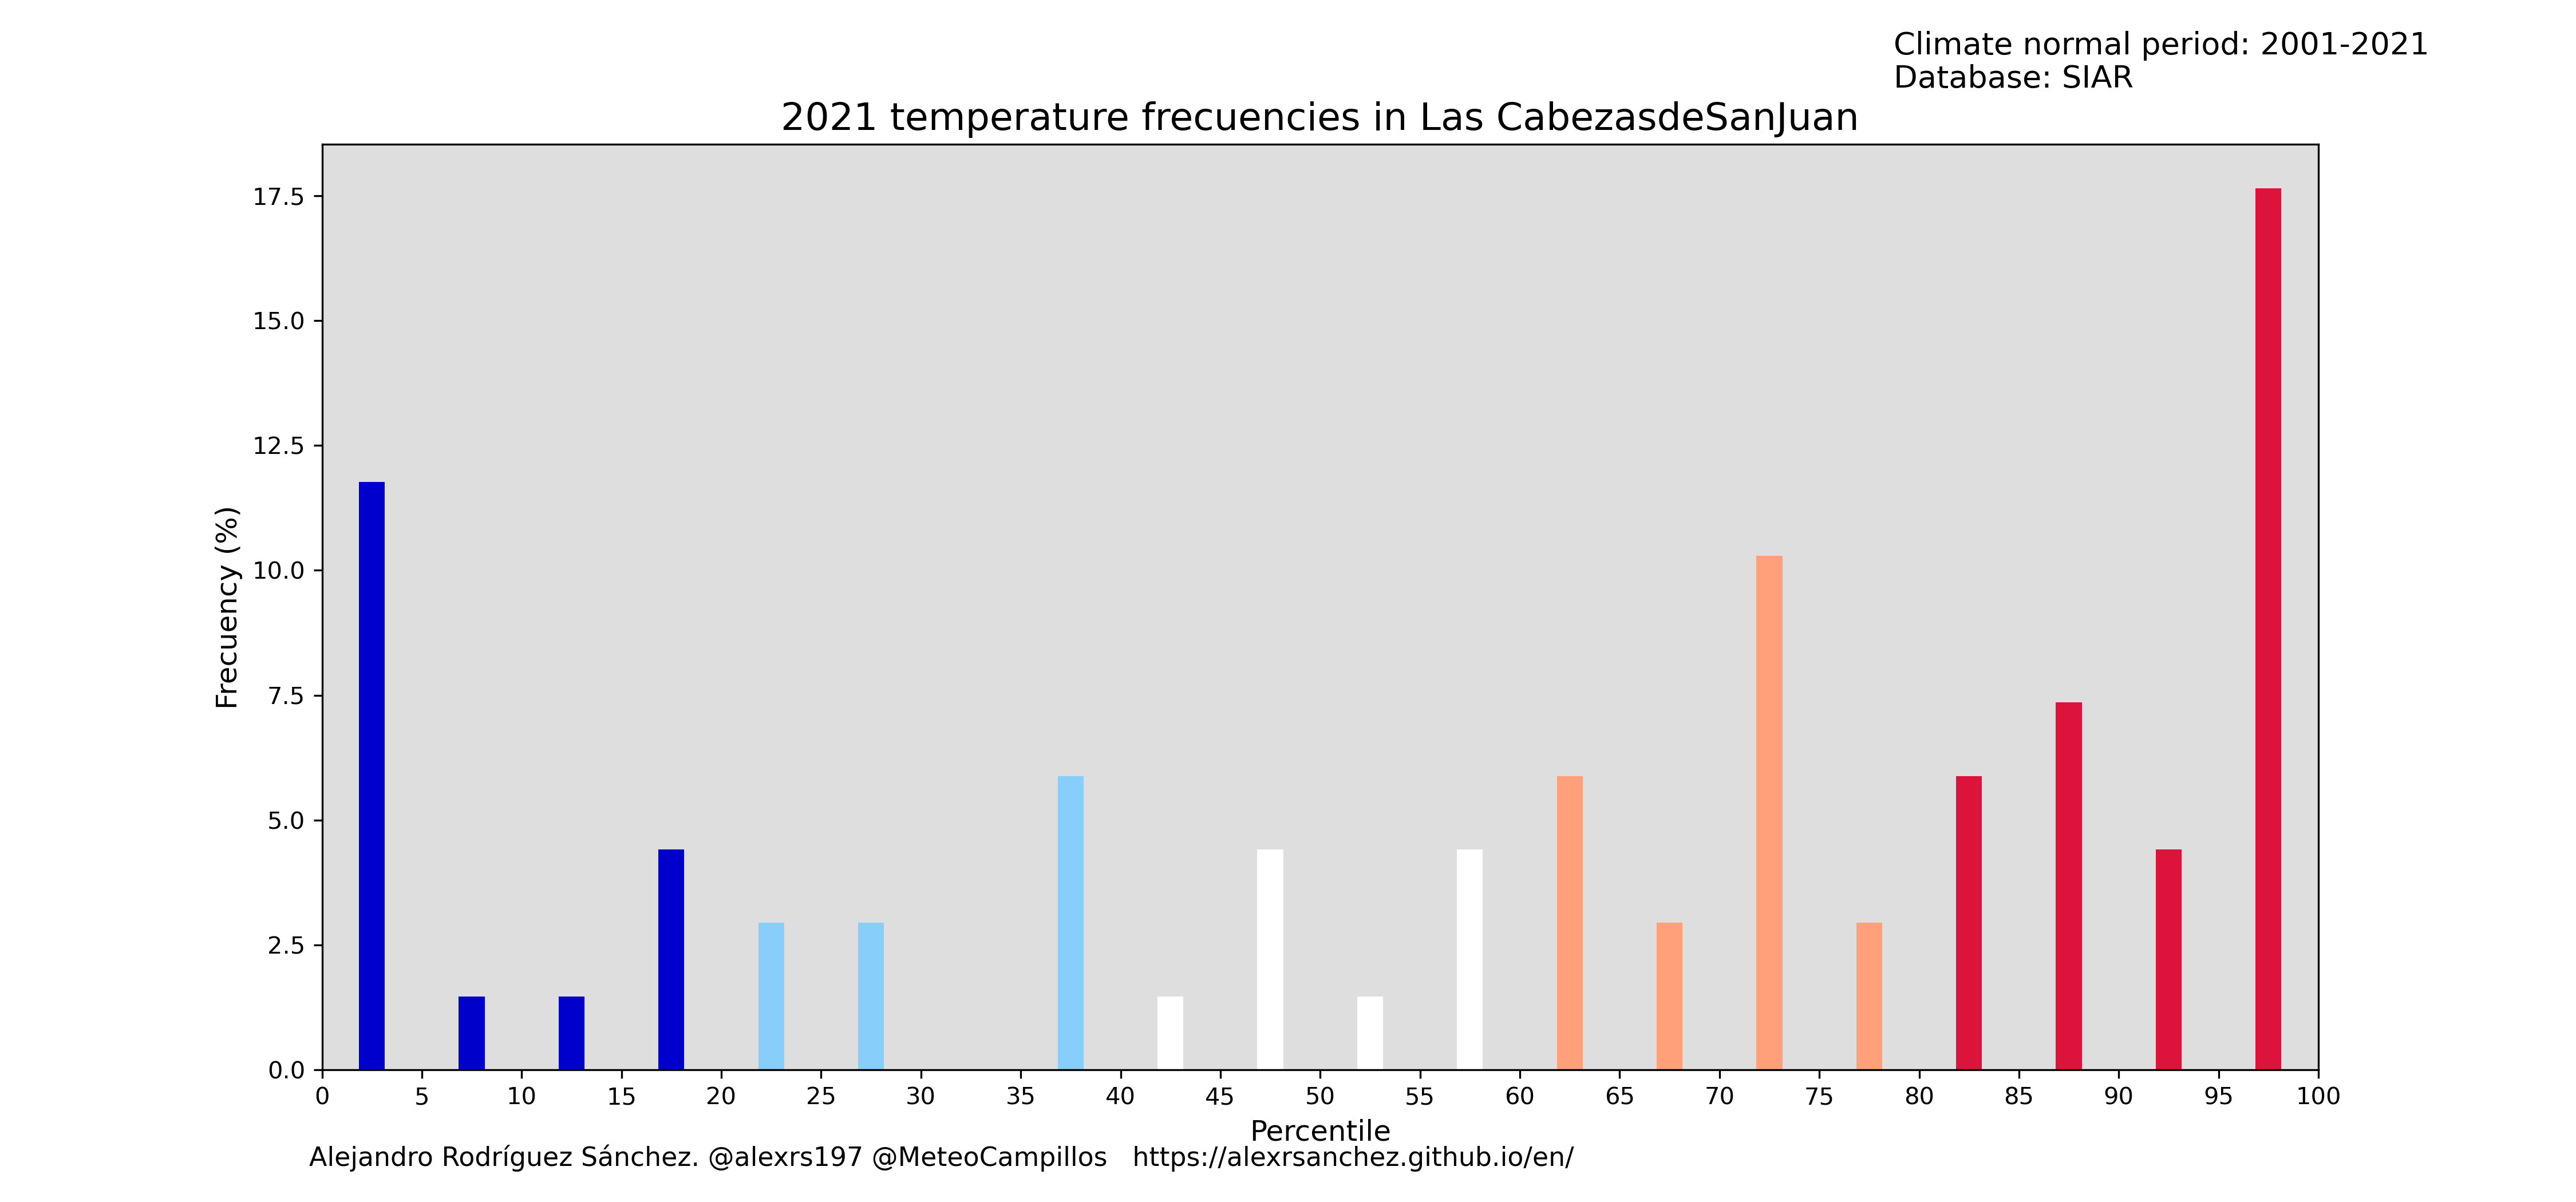 Climate normal period: 2001-2021
Database: SIAR
2021 temperature frecuencies in Las CabezasdeSanJuan
17.5
15.0
12.5
10.0
7.5
5.0
2.5
0.0
Frecuency (%)
0 5 10 15 20 25 30 35 40 45 50 55 60 65 70 75 80 85 90 95 100
Percentile
Alejandro Rodríguez Sánchez. @alexrs197 @MeteoCampillos https://alexrsanchez.github.io/en/